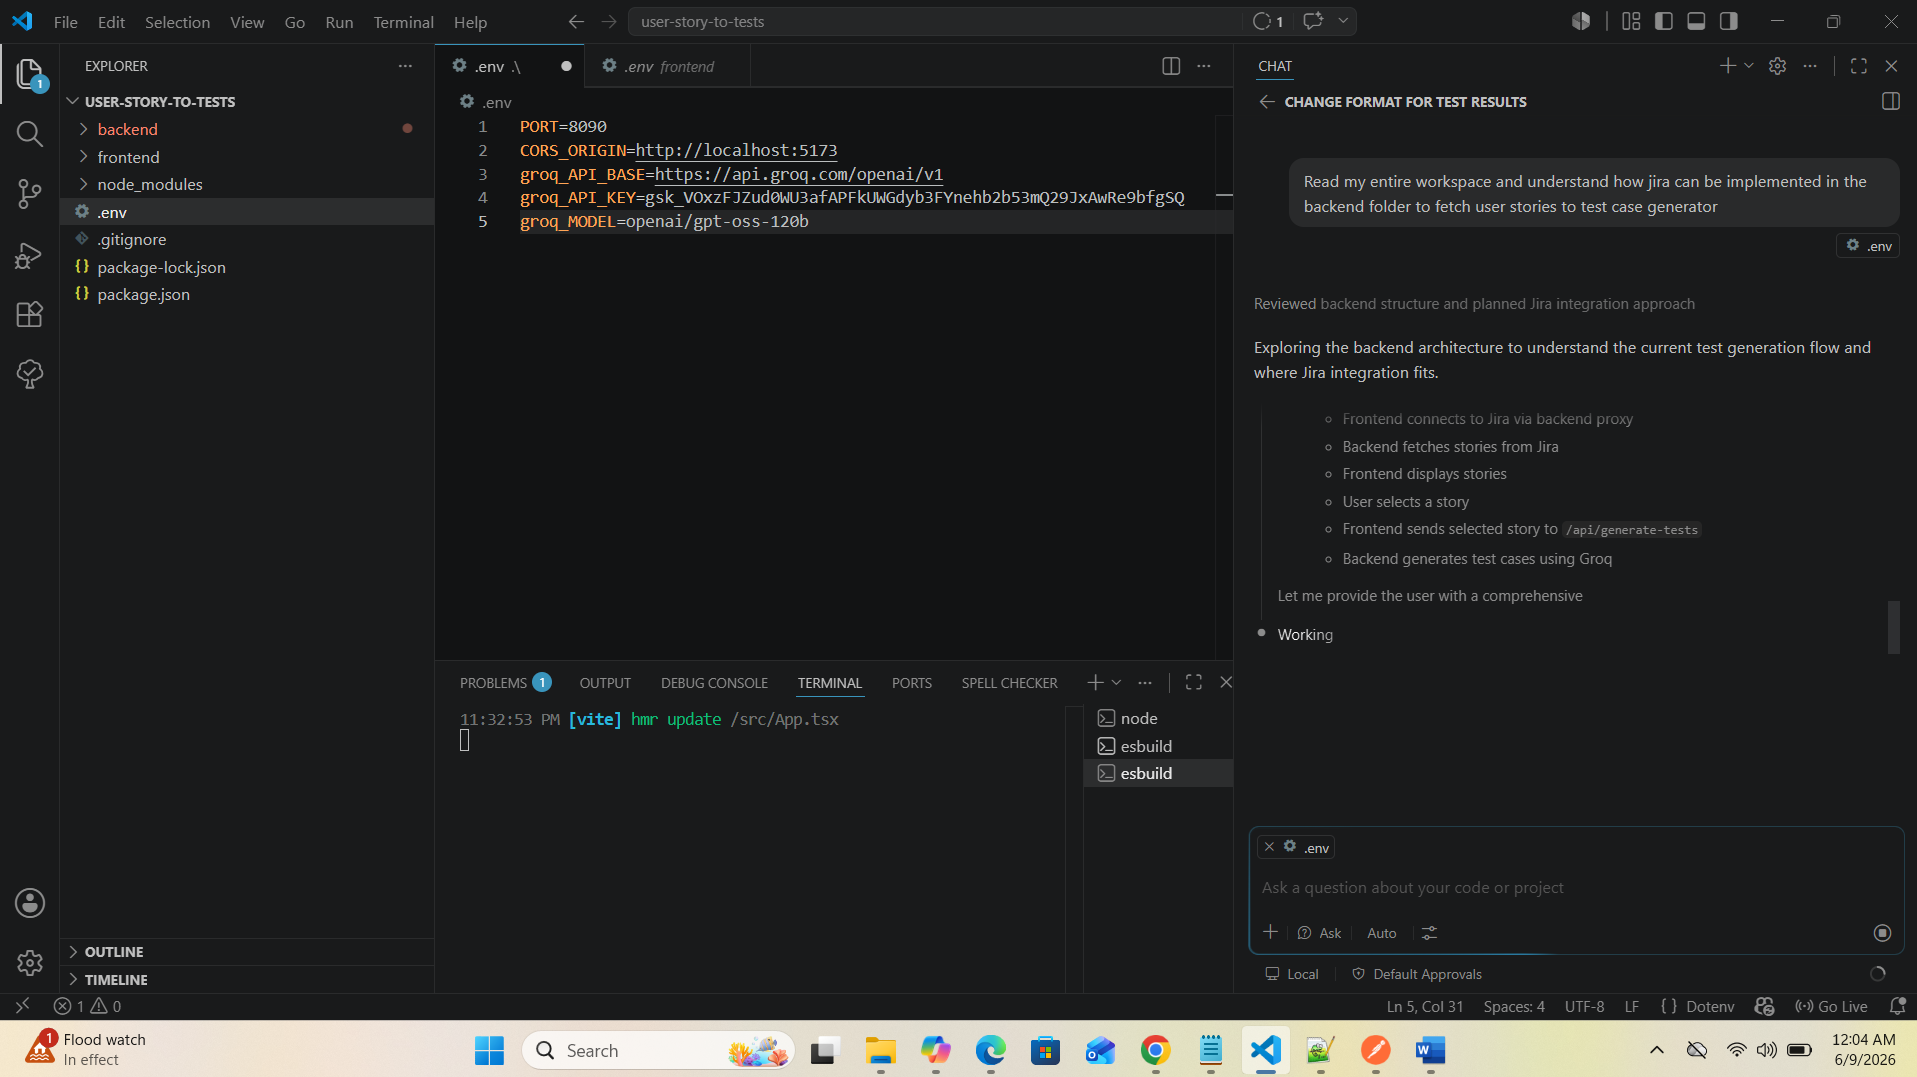 File Edit Selection View Go Run Terminal Help
user-story-to-tests
1
EXPLORER
1
USER-STORY-TO-TESTS
backend
frontend
node_modules
.env
.gitignore
{} package-lock.json
{} package.json
OUTLINE
TIMELINE
.env .\
.env frontend
.env
1 PORT=8090
2 CORS_ORIGIN=http://localhost:5173
3 groq_API_BASE=https://api.groq.com/openai/v1
4 groq_API_KEY=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
5 groq_MODEL=openai/gpt-oss-120b
PROBLEMS 1 OUTPUT DEBUG CONSOLE TERMINAL PORTS SPELL CHECKER
11:32:53 PM [vite] hmr update /src/App.tsx
node
esbuild
esbuild
CHAT
CHANGE FORMAT FOR TEST RESULTS
Read my entire workspace and understand how jira can be implemented in the
backend folder to fetch user stories to test case generator
.env
Reviewed backend structure and planned Jira integration approach
Exploring the backend architecture to understand the current test generation flow and
where Jira integration fits.
Frontend connects to Jira via backend proxy
Backend fetches stories from Jira
Frontend displays stories
User selects a story
Frontend sends selected story to /api/generate-tests
Backend generates test cases using Groq
Let me provide the user with a comprehensive
Working
.env
Ask a question about your code or project
Ask Auto
Local Default Approvals
1 0
Ln 5, Col 31 Spaces: 4 UTF-8 LF {} Dotenv Go Live
1
Flood watch
In effect
Search
12:04 AM
6/9/2026